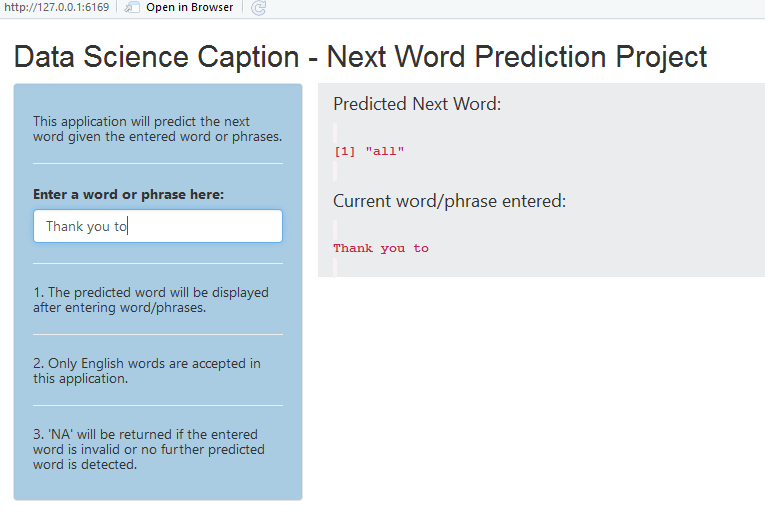 http://127.0.0.1:6169 Open in Browser
Data Science Caption - Next Word Prediction Project
This application will predict the next
word given the entered word or phrases.
Enter a word or phrase here:
Thank you to
1. The predicted word will be displayed
after entering word/phrases.
2. Only English words are accepted in
this application.
3. 'NA' will be returned if the entered
word is invalid or no further predicted
word is detected.
Predicted Next Word:
[1] "all"
Current word/phrase entered:
Thank you to